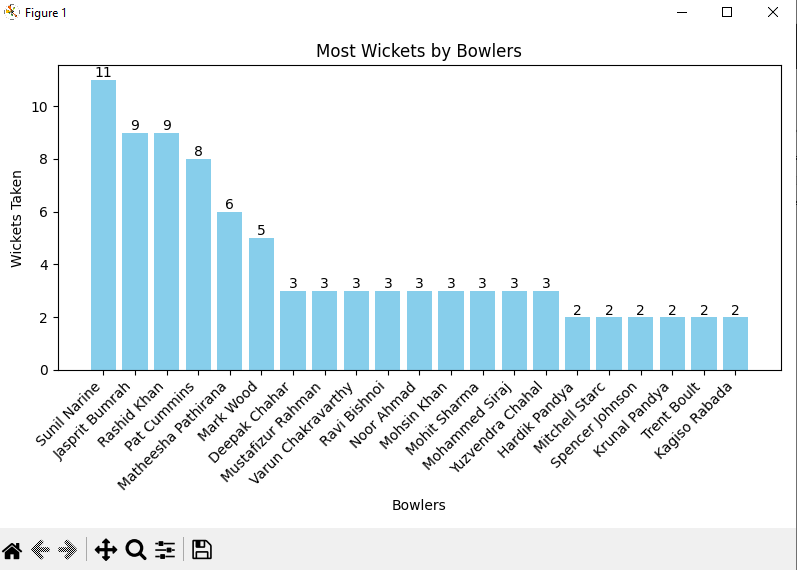 Figure 1
Most Wickets by Bowlers
Wickets Taken
10
8
6
4
2
0
11
9
9
8
6
5
3
3
3
3
3
3
3
3
3
2
2
2
2
2
2
Sunil Narine
Jasprit Bumrah
Rashid Khan
Pat Cummins
Matheesha Pathirana
Mark Wood
Deepak Chahar
Mustafizur Rahman
Varun Chakravarthy
Ravi Bishnoi
Noor Ahmad
Mohsin Khan
Mohit Sharma
Mohammed Siraj
Yuzvendra Chahal
Hardik Pandya
Mitchell Starc
Spencer Johnson
Krunal Pandya
Trent Boult
Kagiso Rabada
Bowlers